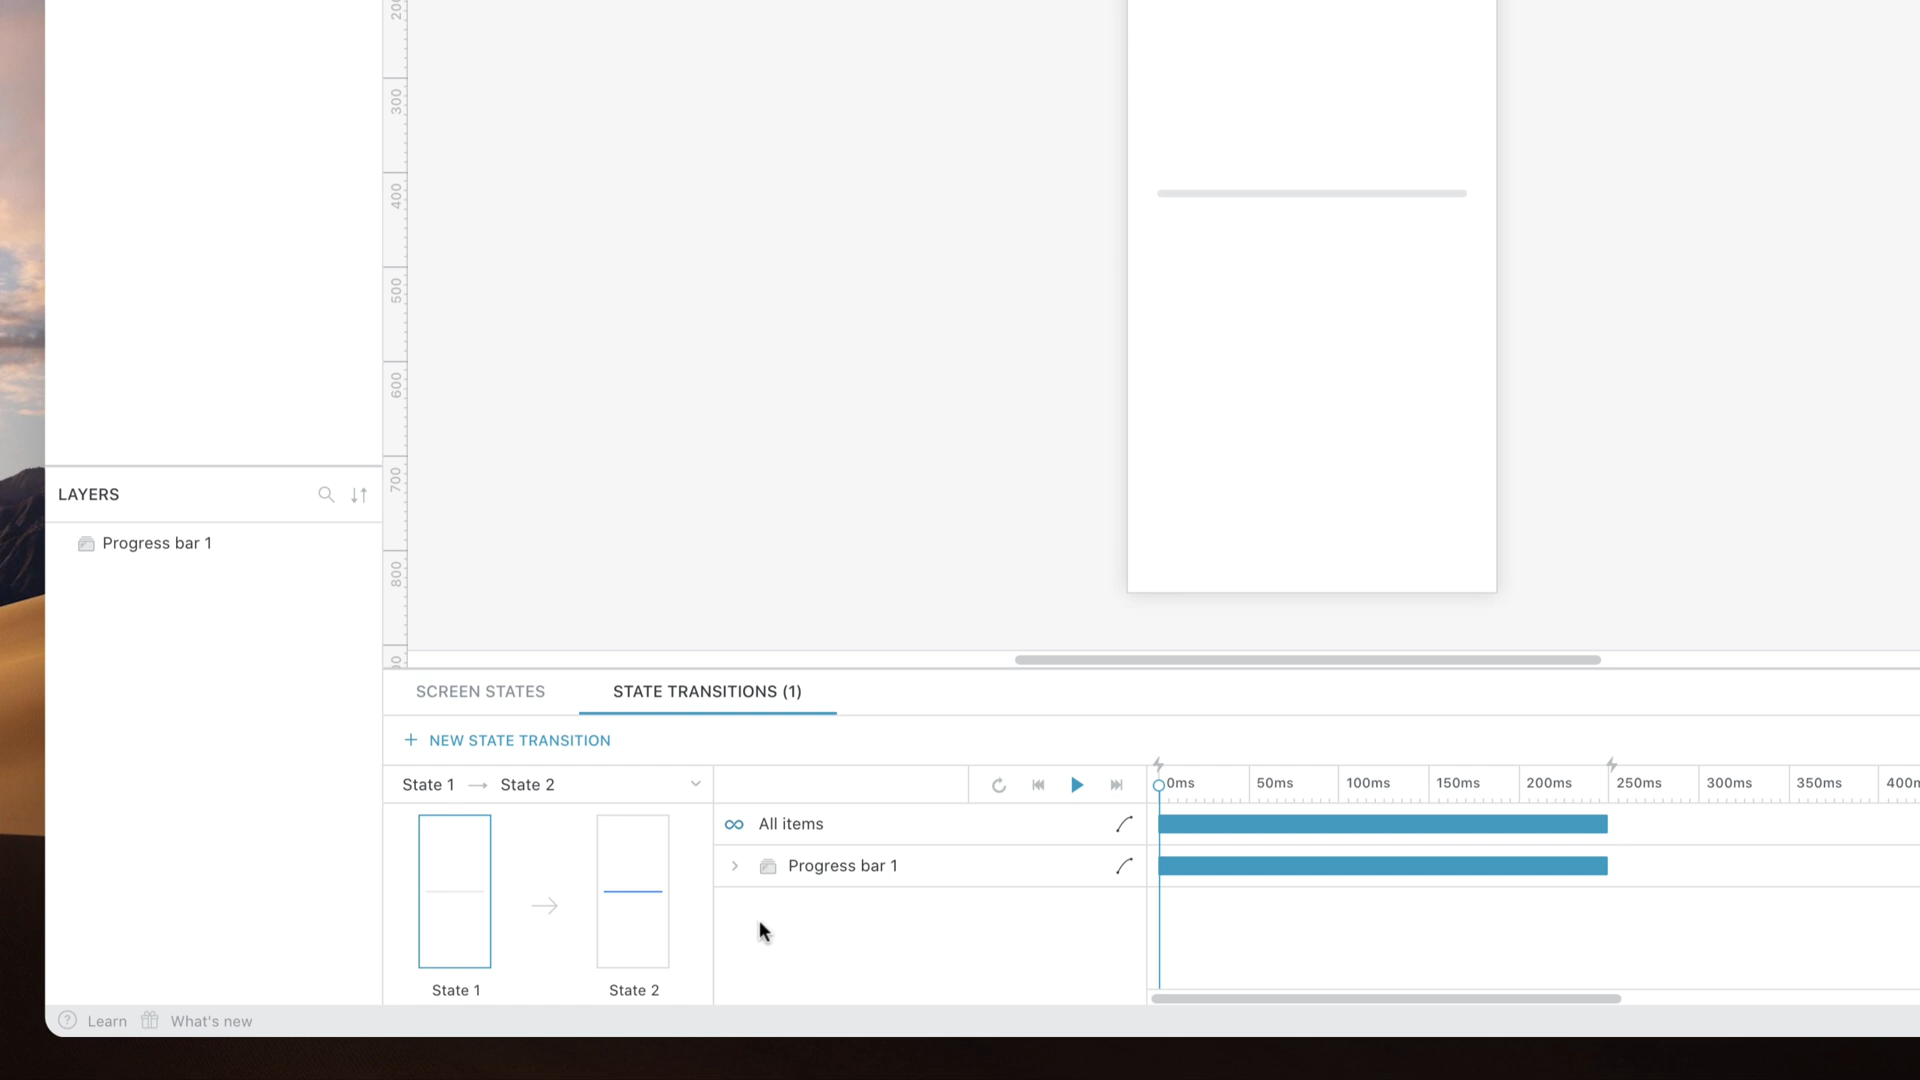 200
300
400
500
600
700
800
LAYERS
Progress bar 1
SCREEN STATES STATE TRANSITIONS (1)
+ NEW STATE TRANSITION
State 1 → State 2
0ms 50ms 100ms 150ms 200ms 250ms 300ms 350ms
All items
Progress bar 1
State 1 State 2
? Learn What's new